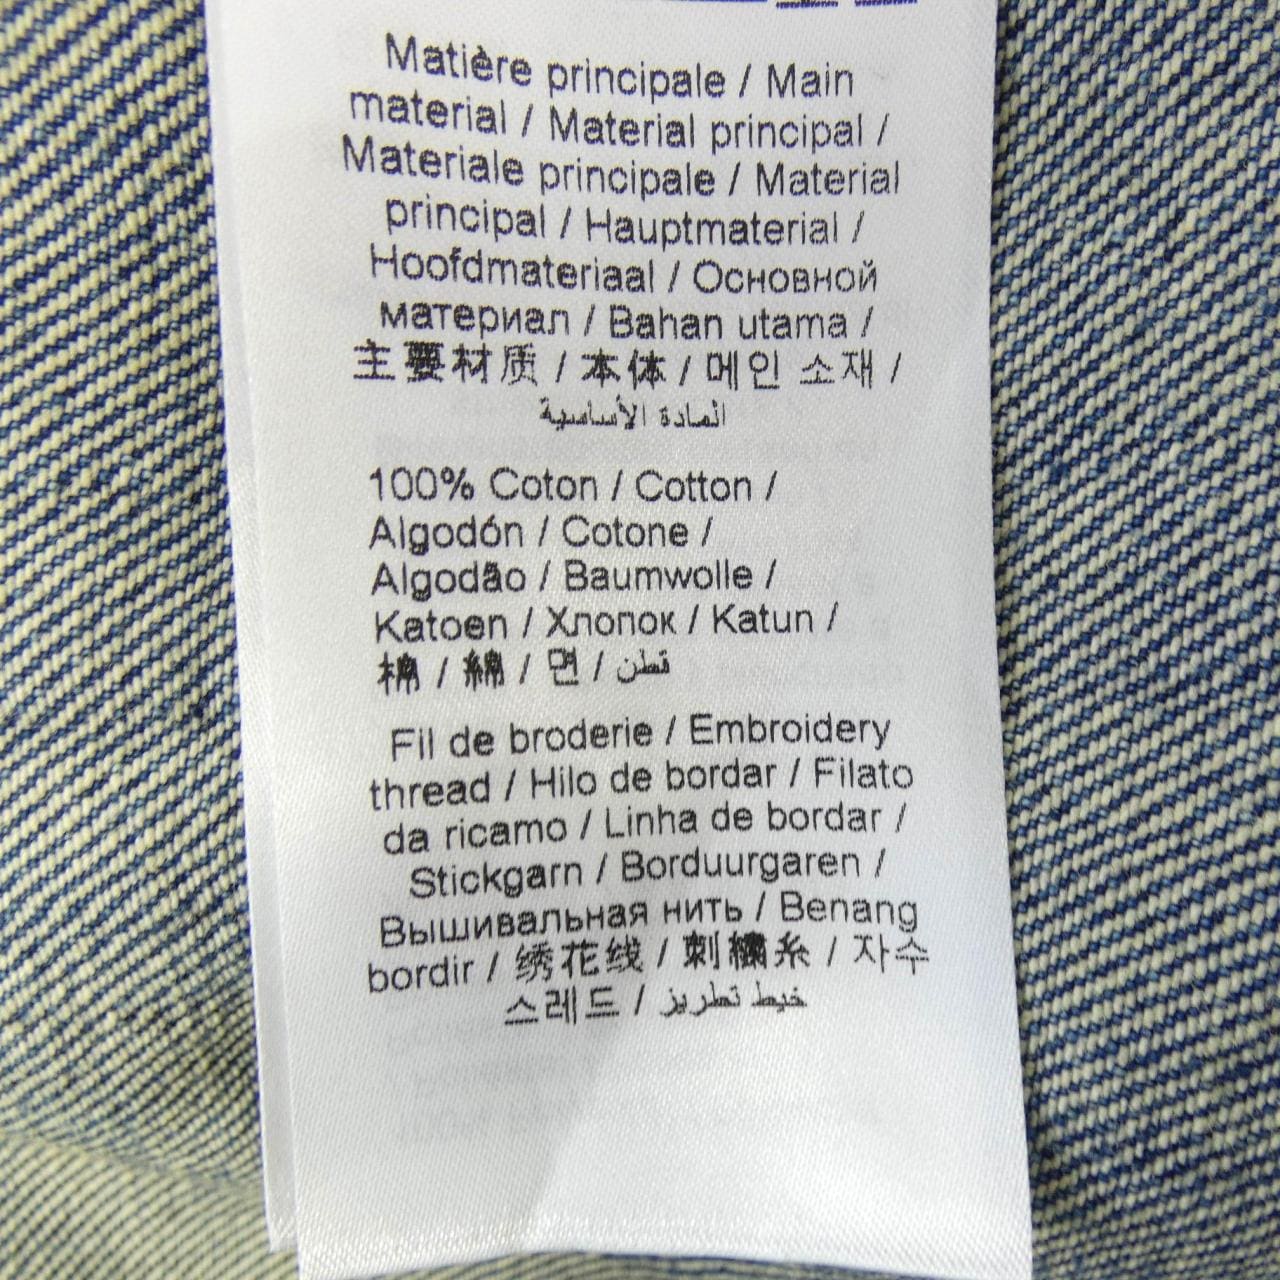 Matière principale / Main
material / Material principal /
Materiale principale / Material
principal / Hauptmaterial /
Hoofdmateriaal / Основной
материал / Bahan utama /
主要材质 / 本体 / 메인 소재 /
المادة الأساسية
100% Coton / Cotton /
Algodón / Cotone /
Algodão / Baumwolle /
Katoen / Хлопок / Katun /
棉 / 綿 / 면 / قطن
Fil de broderie / Embroidery
thread / Hilo de bordar / Filato
da ricamo / Linha de bordar /
Stickgarn / Borduurgaren /
Вышивальная нить / Benang
bordir / 绣花线 / 刺繍糸 / 자수
스레드 / خيط تطريز